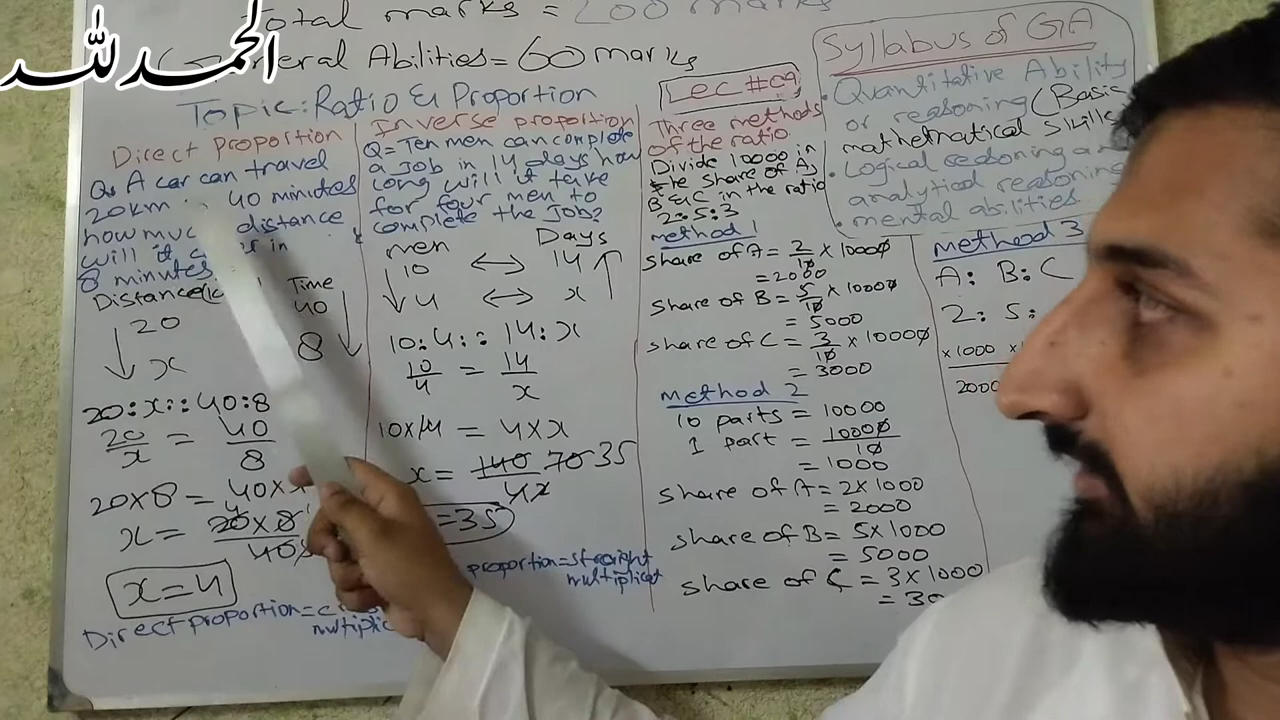 Total marks = 200 marks
الحمد للہ
General Abilities = 60 marks
Topic: Ratio & Proportion
Direct proportion
Q: A car can travel
20km 40 minutes
how much distance
will it in
8 minutes
Distance Time
20 40
x 8
20:x::40:8
20/x = 40/8
20×8 = 40×x
x = 20×8/40
x=4
Direct proportion =
Inverse proportion
Q= Ten men can complete
a Job in 14 days how
long will it take
for four men to
complete the Job?
men Days
10 ↔ 14
4 ↔ x
10:4:: 14:x
10/4 = 14/x
10×14 = 4×x
x = 140 70 35/4 2
=35
proportion = straight
multiplicat
Lec #09
Three methods
of the ratio
Divide 10000 in
the share of A,
B & C in the ratio
2:5:3
method 1
Share of A = 2/10 × 10000
= 2000
Share of B = 5/10 × 10000
= 5000
Share of C = 3/10 × 10000
= 3000
method 2
10 parts = 10000
1 part = 10000/10
= 1000
Share of A = 2×1000
= 2000
Share of B = 5×1000
= 5000
Share of C = 3×1000
= 30
Syllabus of GA
• Quantitative Ability
or reasoning (Basic
mathematical skills
• Logical reasoning a
analytical reasoning
• mental abilities
method 3
A: B: C
2: 5:
×1000 ×
2000